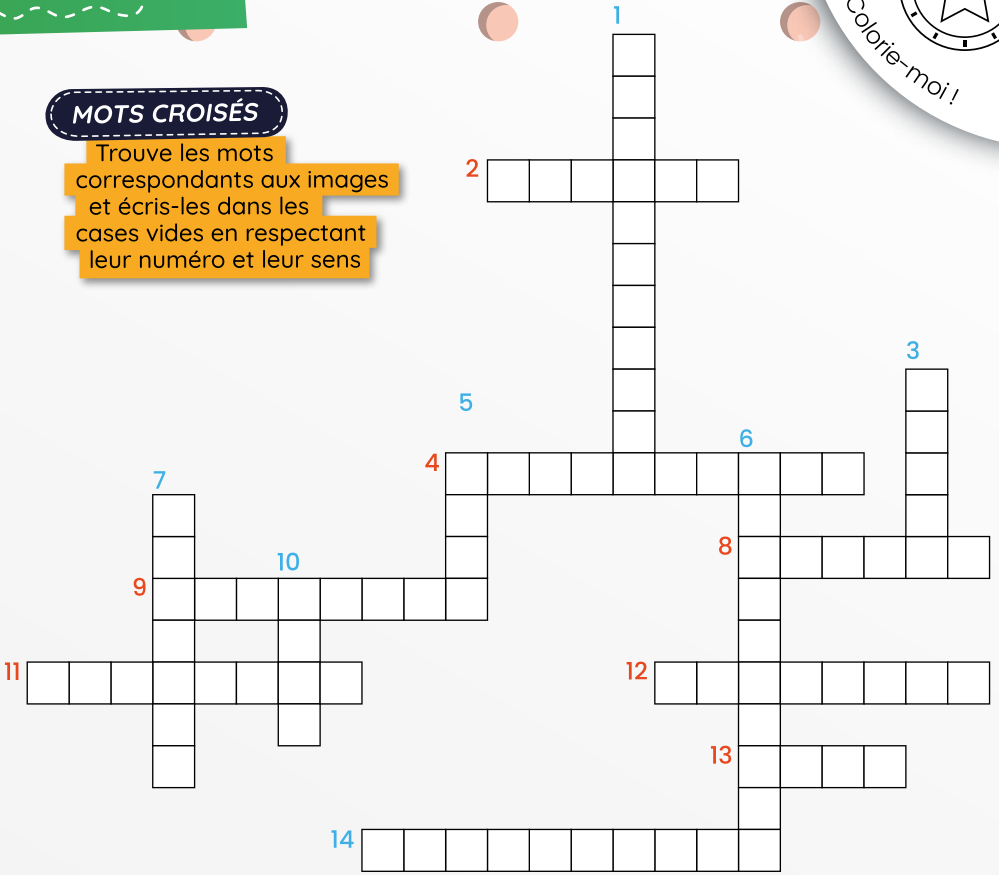 Colorie-moi !
MOTS CROISÉS
Trouve les mots
correspondants aux images
et écris-les dans les
cases vides en respectant
leur numéro et leur sens
1
2
3
5
6
4
7
8
10
9
11
12
13
14